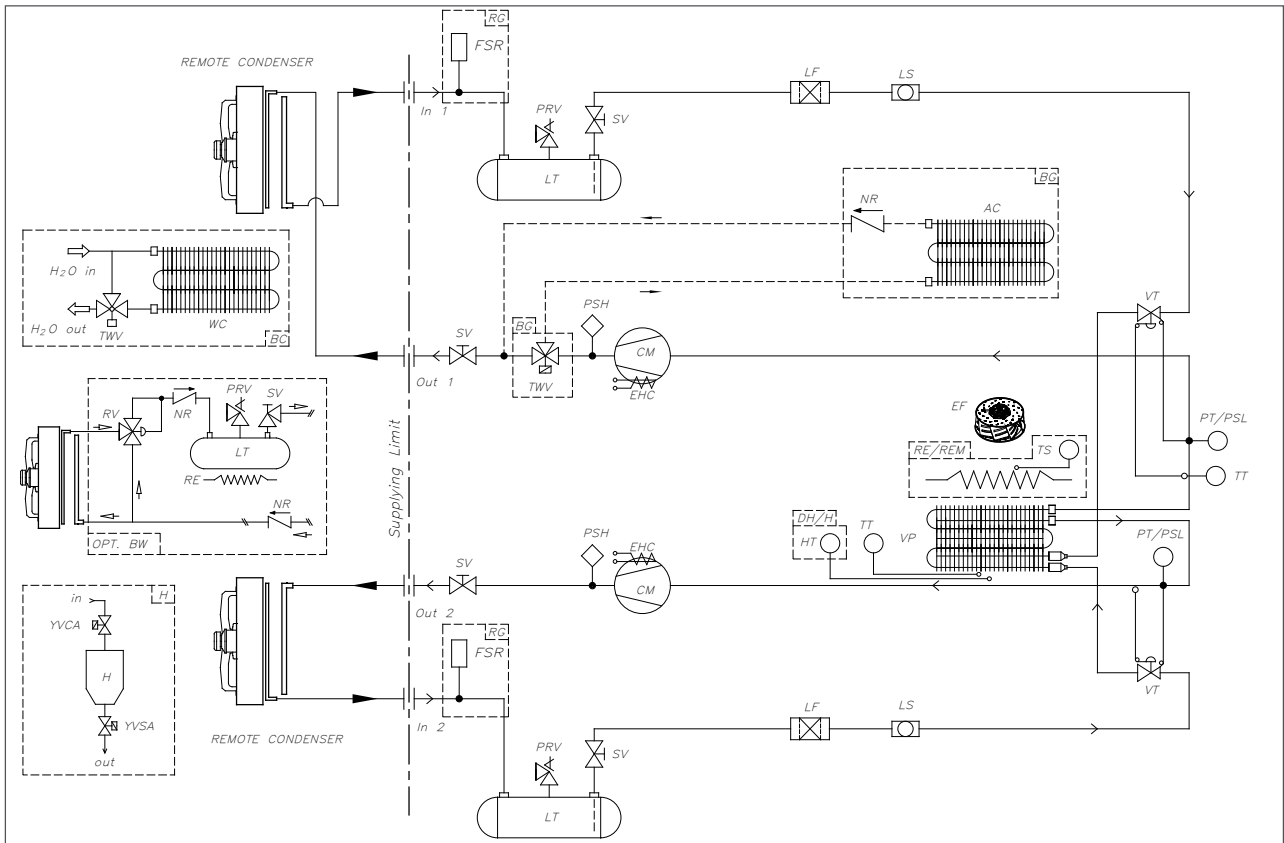 RG
FSR
REMOTE CONDENSER
LF
LS
In 1
PRV
SV
LT
BG
NR
AC
H2O in
WC
H2O out
TWV
BC
PSH
VT
SV
BG
CM
Out 1
TWV
EHC
PRV
SV
RV
NR
LT
RE
NR
OPT. BW
Supplying Limit
EF
PT/PSL
RE/REM
TS
TT
DH/H
TT
HT
VP
PT/PSL
PSH
EHC
SV
CM
Out 2
in
H
YVCA
H
YVSA
out
RG
FSR
VT
In 2
REMOTE CONDENSER
LF
LS
PRV
SV
LT